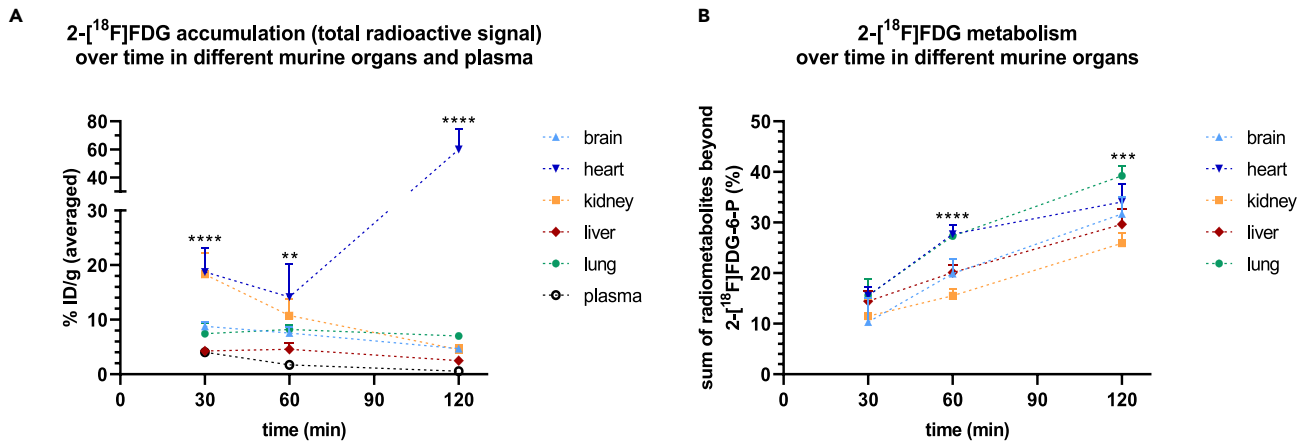 A
2-[¹⁸F]FDG accumulation (total radioactive signal)
over time in different murine organs and plasma
% ID/g (averaged)
80
60
40
30
20
10
0
****
**
****
0
30
60
90
120
time (min)
brain
heart
kidney
liver
lung
plasma
B
2-[¹⁸F]FDG metabolism
over time in different murine organs
sum of radiometabolites beyond
2-[¹⁸F]FDG-6-P (%)
50
40
30
20
10
0
****
***
0
30
60
90
120
time (min)
brain
heart
kidney
liver
lung